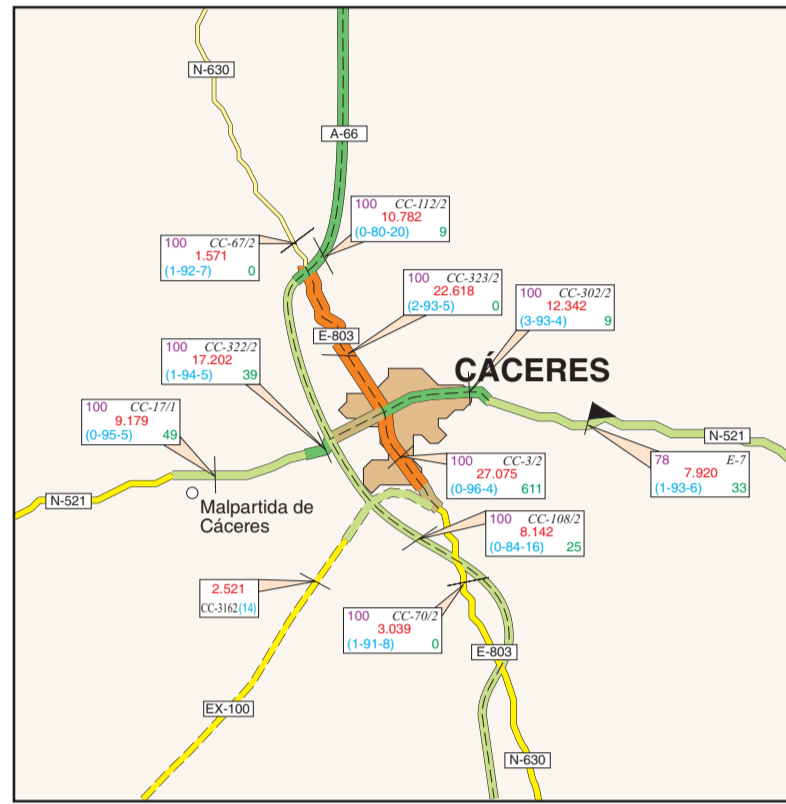 N-630
A-66
100 CC-112/2
10.782
(0-80-20) 9
100 CC-67/2
1.571
(1-92-7) 0
100 CC-323/2
22.618
(2-93-5) 0
100 CC-302/2
12.342
(3-93-4) 9
E-803
100 CC-322/2
17.202
(1-94-5) 39
CÁCERES
100 CC-17/1
9.179
(0-95-5) 49
N-521
78 E-7
7.920
(1-93-6) 33
100 CC-3/2
27.075
(0-96-4) 611
N-521
Malpartida de
Cáceres
100 CC-108/2
8.142
(0-84-16) 25
2.521
CC-3162 (14)
100 CC-70/2
3.039
(1-91-8) 0
E-803
EX-100
N-630